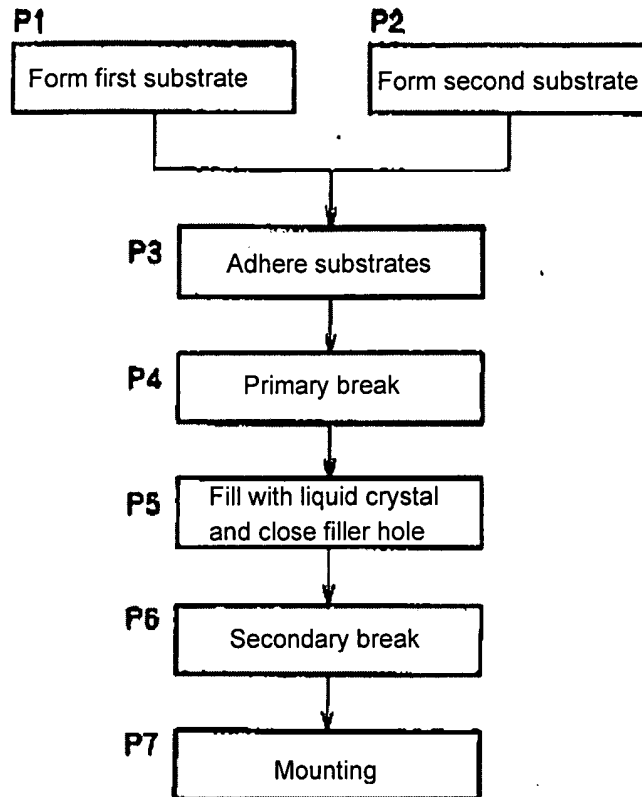 P1
Form first substrate
P2
Form second substrate
P3
Adhere substrates
P4
Primary break
P5
Fill with liquid crystal
and close filler hole
P6
Secondary break
P7
Mounting